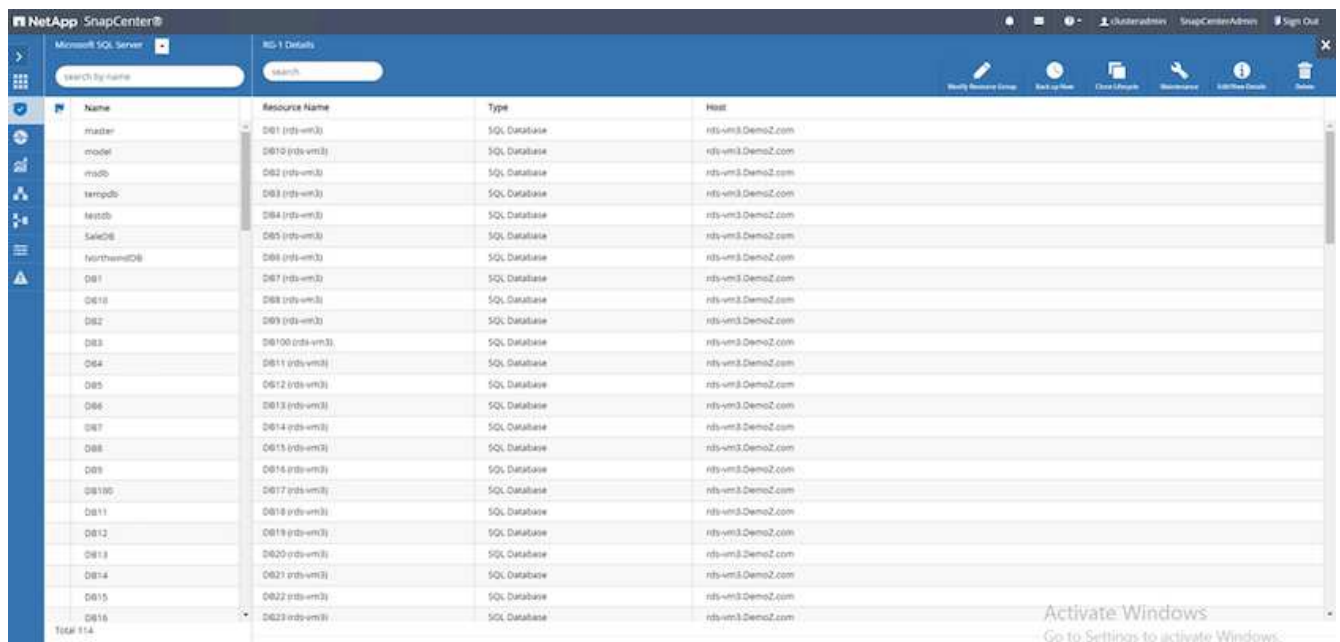 NetApp SnapCenter®
clusteradmin SnapCenterAdmin Sign Out
Microsoft SQL Server
RG-1 Details
search by name
search
Modify Resource Group Back up Now Clone Lifecycle Maintenance Edit/View Details Delete
Name Resource Name Type Host
master DB1 (rds-vm3) SQL Database rds-vm3.DemoZ.com
model DB10 (rds-vm3) SQL Database rds-vm3.DemoZ.com
msdb DB2 (rds-vm3) SQL Database rds-vm3.DemoZ.com
tempdb DB3 (rds-vm3) SQL Database rds-vm3.DemoZ.com
testdb DB4 (rds-vm3) SQL Database rds-vm3.DemoZ.com
SaleDB DB5 (rds-vm3) SQL Database rds-vm3.DemoZ.com
NorthwindDB DB6 (rds-vm3) SQL Database rds-vm3.DemoZ.com
DB1 DB7 (rds-vm3) SQL Database rds-vm3.DemoZ.com
DB10 DB8 (rds-vm3) SQL Database rds-vm3.DemoZ.com
DB2 DB9 (rds-vm3) SQL Database rds-vm3.DemoZ.com
DB3 DB100 (rds-vm3) SQL Database rds-vm3.DemoZ.com
DB4 DB11 (rds-vm3) SQL Database rds-vm3.DemoZ.com
DB5 DB12 (rds-vm3) SQL Database rds-vm3.DemoZ.com
DB6 DB13 (rds-vm3) SQL Database rds-vm3.DemoZ.com
DB7 DB14 (rds-vm3) SQL Database rds-vm3.DemoZ.com
DB8 DB15 (rds-vm3) SQL Database rds-vm3.DemoZ.com
DB9 DB16 (rds-vm3) SQL Database rds-vm3.DemoZ.com
DB100 DB17 (rds-vm3) SQL Database rds-vm3.DemoZ.com
DB11 DB18 (rds-vm3) SQL Database rds-vm3.DemoZ.com
DB12 DB19 (rds-vm3) SQL Database rds-vm3.DemoZ.com
DB13 DB20 (rds-vm3) SQL Database rds-vm3.DemoZ.com
DB14 DB21 (rds-vm3) SQL Database rds-vm3.DemoZ.com
DB15 DB22 (rds-vm3) SQL Database rds-vm3.DemoZ.com
DB16 DB23 (rds-vm3) SQL Database rds-vm3.DemoZ.com
Total 114
Activate Windows
Go to Settings to activate Windows.